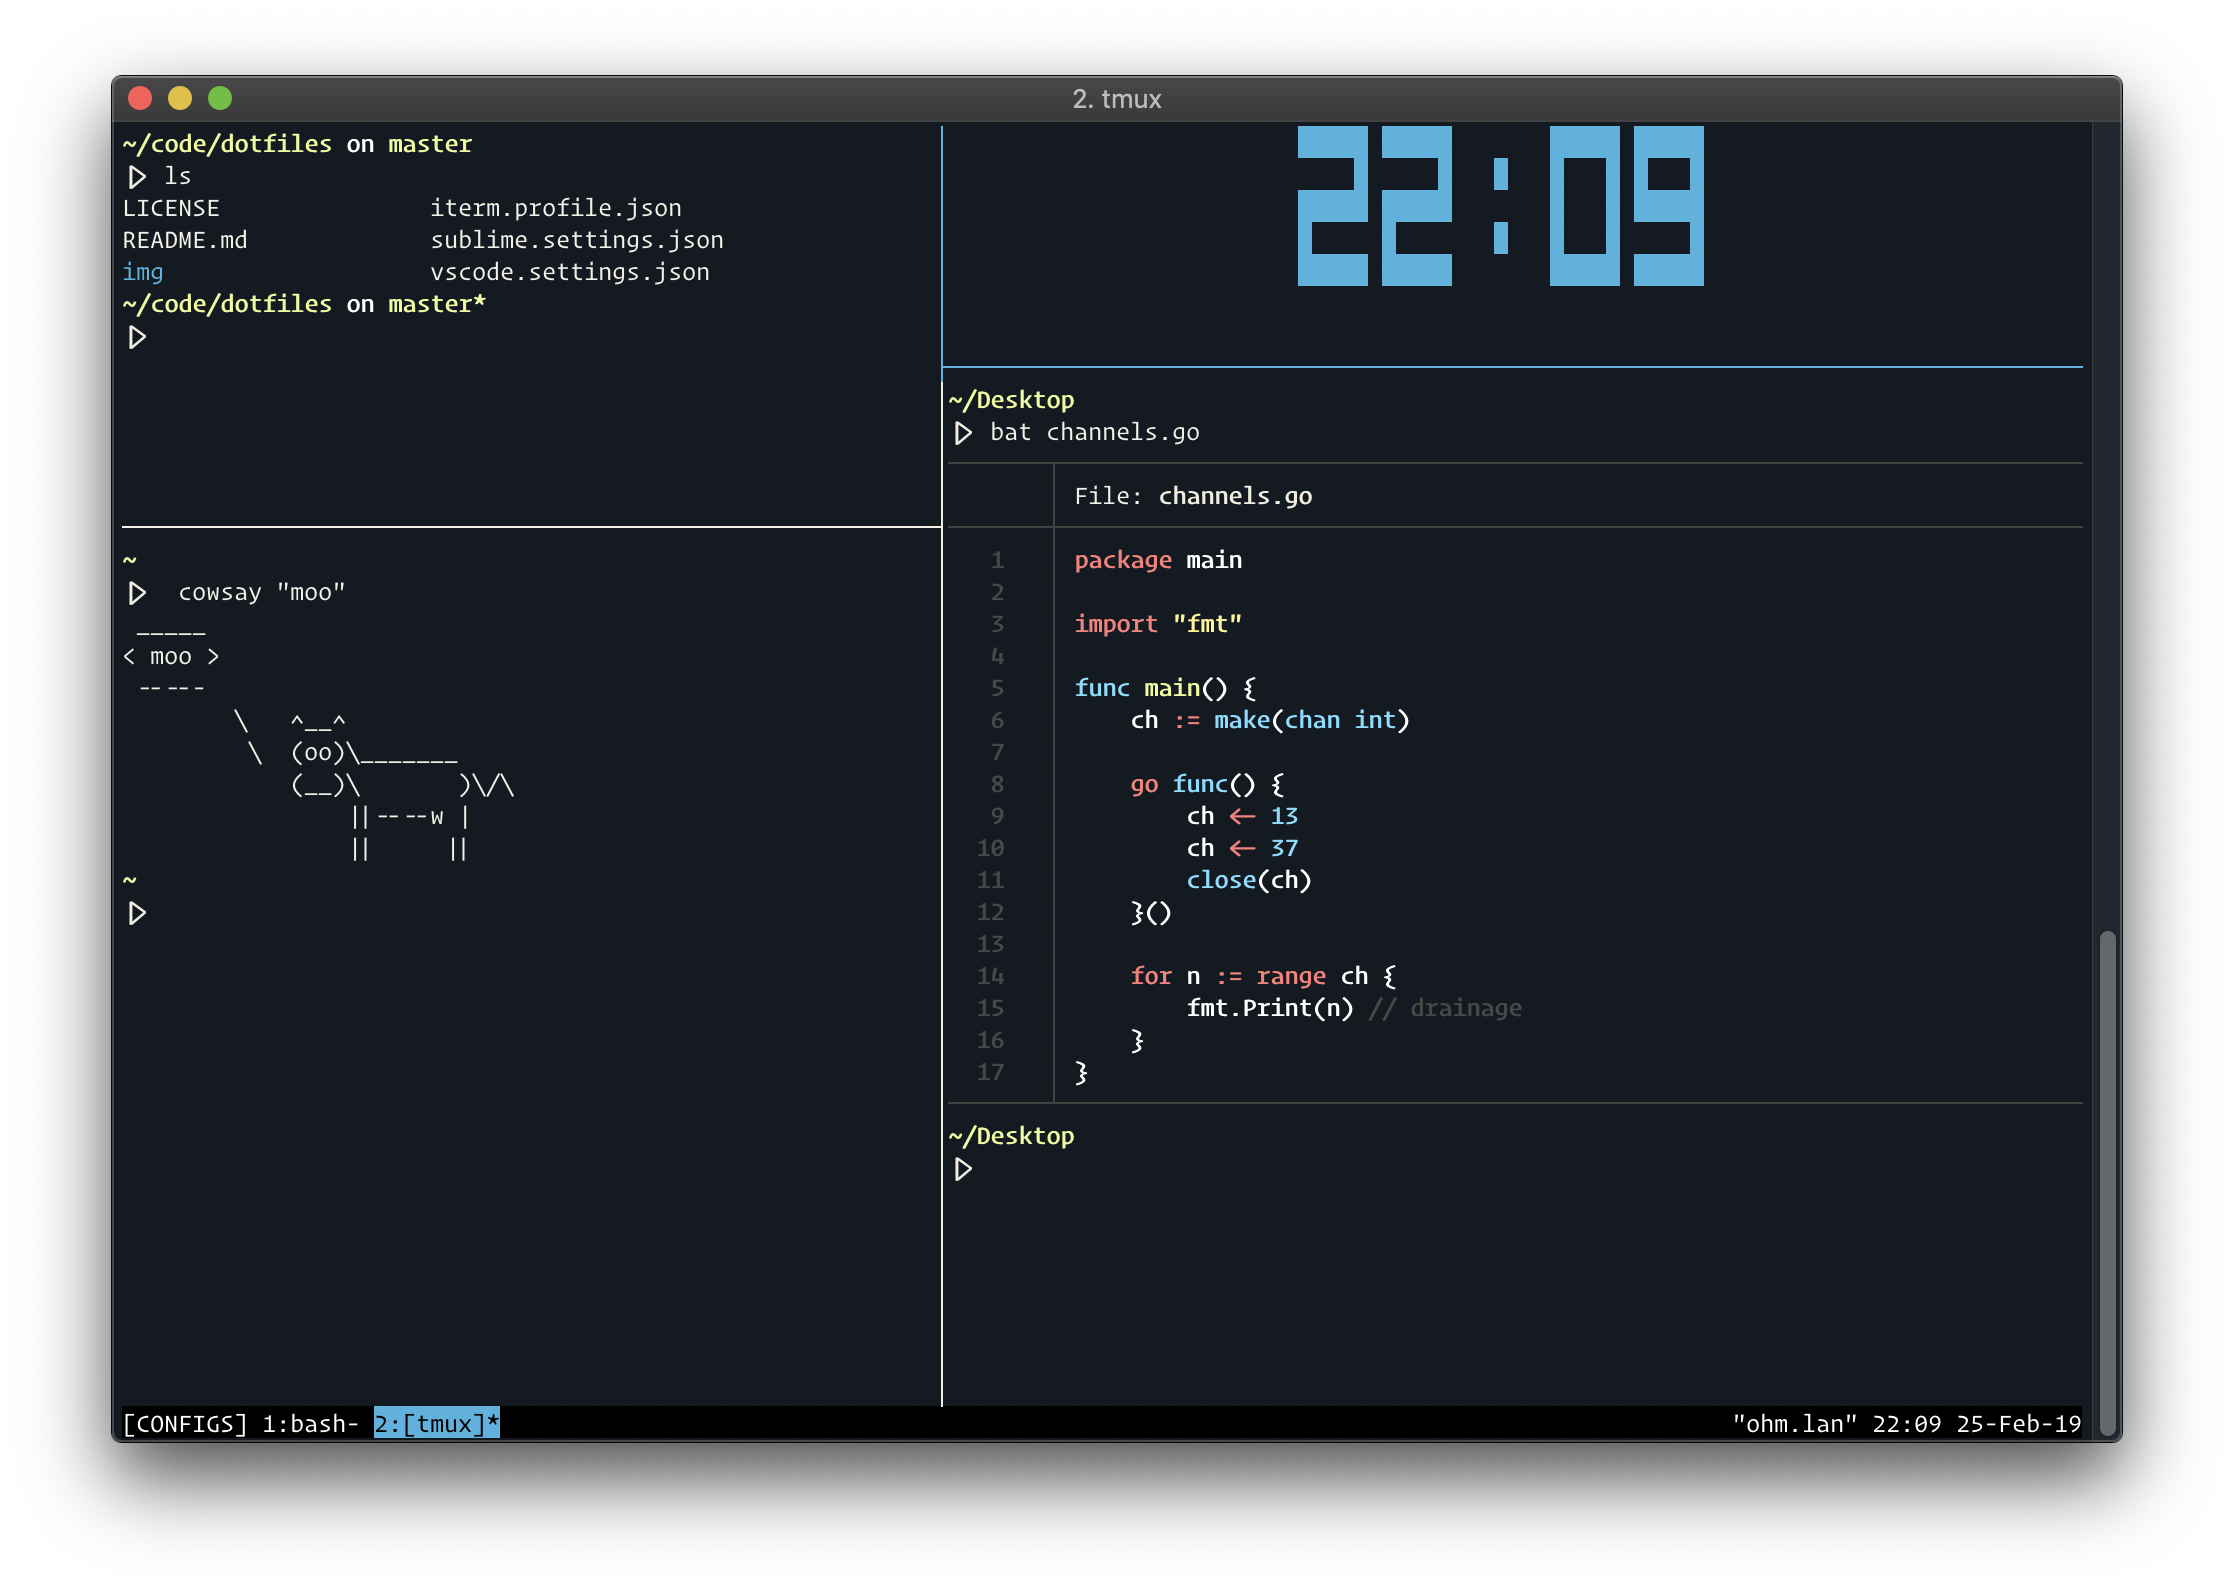 2. tmux
~/code/dotfiles on master
▷ ls
LICENSE               iterm.profile.json
README.md             sublime.settings.json
img                   vscode.settings.json
~/code/dotfiles on master*
▷
~
▷  cowsay "moo"
 _____
< moo >
 -----
        \   ^__^
         \  (oo)\_______
            (__)\       )\/\
                ||----w |
                ||     ||
~
▷
22:09
~/Desktop
▷ bat channels.go
File: channels.go
1 package main
2
3 import "fmt"
4
5 func main() {
6     ch := make(chan int)
7
8     go func() {
9         ch <- 13
10         ch <- 37
11         close(ch)
12     }()
13
14     for n := range ch {
15         fmt.Print(n) // drainage
16     }
17 }
~/Desktop
▷
[CONFIGS] 1:bash- 2:[tmux]* "ohm.lan" 22:09 25-Feb-19